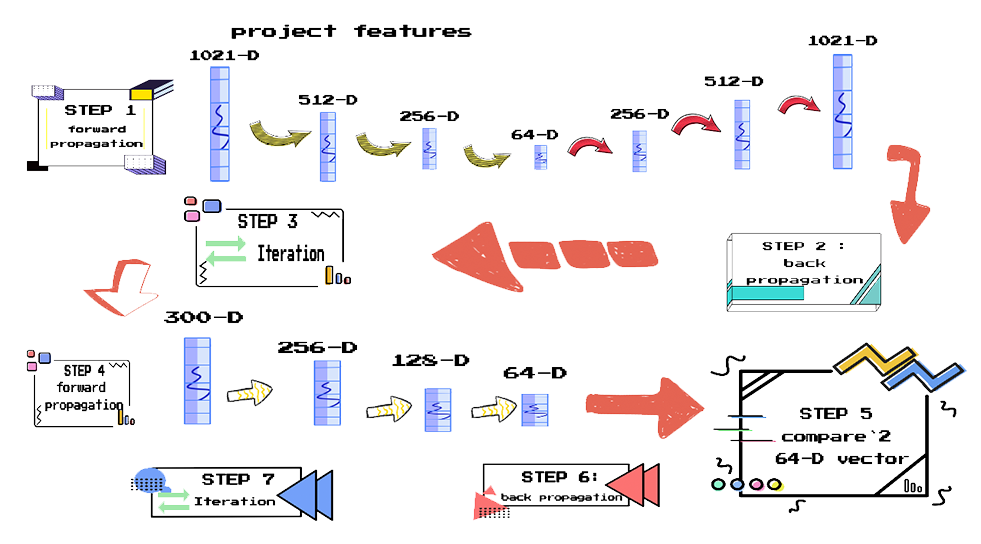 project features
1021-D
512-D
256-D
64-D
256-D
512-D
1021-D
STEP 1
forward
propagation
STEP 2 :
back
propagation
STEP 3
Iteration
300-D
256-D
128-D
64-D
STEP 4
forward
propagation
STEP 5
compare`2
64-D vector
STEP 6:
back propagation
STEP 7
Iteration